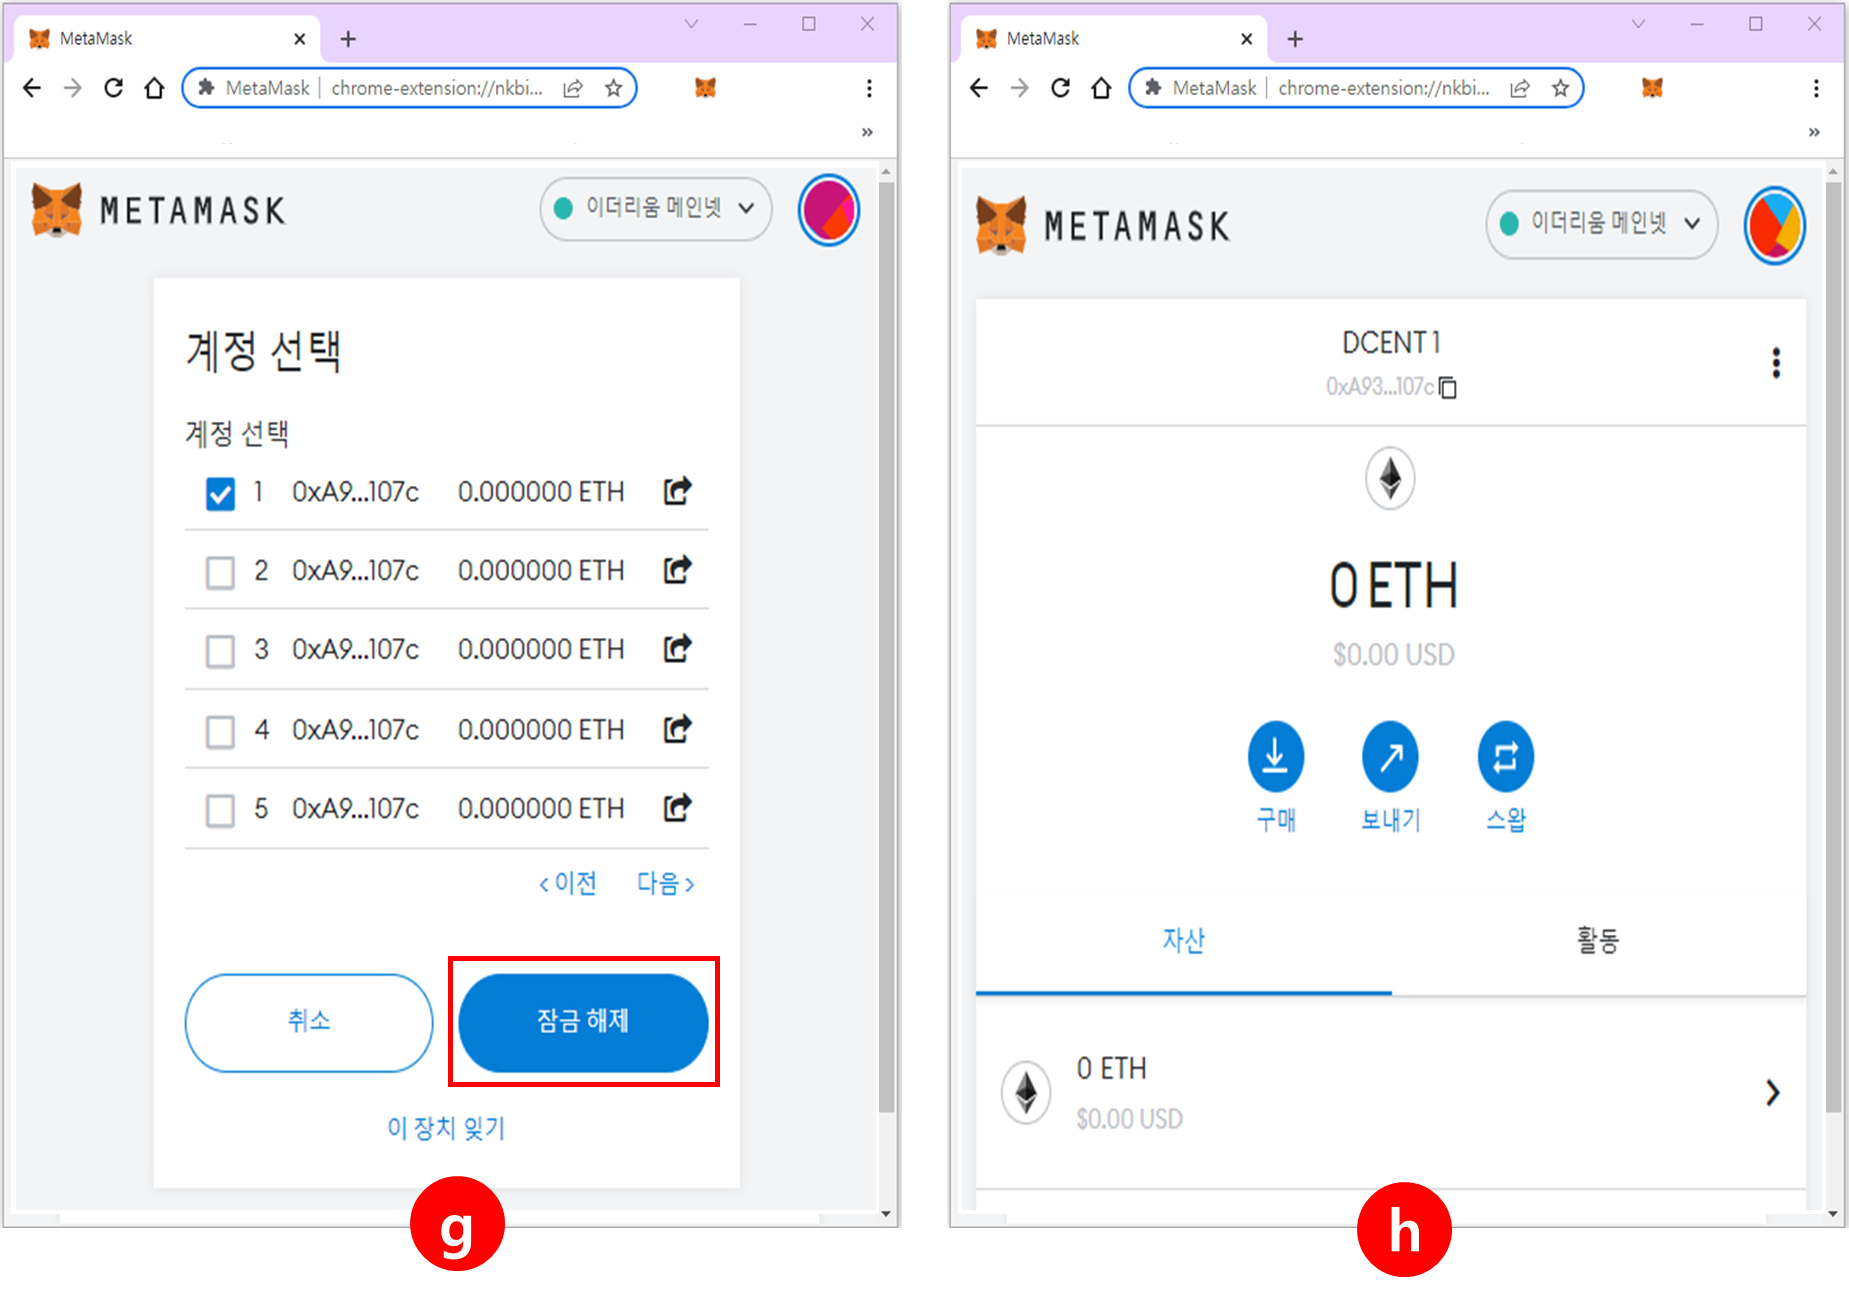 MetaMask
MetaMask | chrome-extension://nkbi...
METAMASK
이더리움 메인넷
계정 선택
계정 선택
1 0xA9...107c 0.000000 ETH
2 0xA9...107c 0.000000 ETH
3 0xA9...107c 0.000000 ETH
4 0xA9...107c 0.000000 ETH
5 0xA9...107c 0.000000 ETH
< 이전 다음 >
취소 잠금 해제
이 장치 잊기
g
MetaMask
MetaMask | chrome-extension://nkbi...
METAMASK
이더리움 메인넷
DCENT 1
0xA93...107c
0 ETH
$0.00 USD
구매 보내기 스왑
자산 활동
0 ETH
$0.00 USD
h